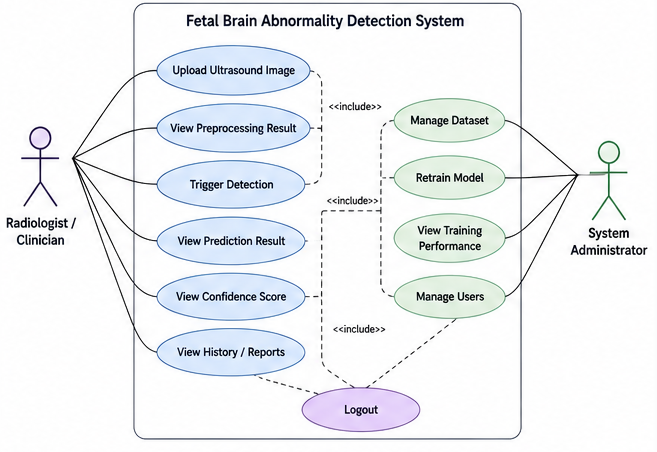 Fetal Brain Abnormality Detection System
Upload Ultrasound Image
<<include>>
View Preprocessing Result
Manage Dataset
Trigger Detection
Retrain Model
Radiologist /
Clinician
<<include>>
View Prediction Result
View Training
Performance
System
Administrator
View Confidence Score
Manage Users
<<include>>
View History / Reports
Logout